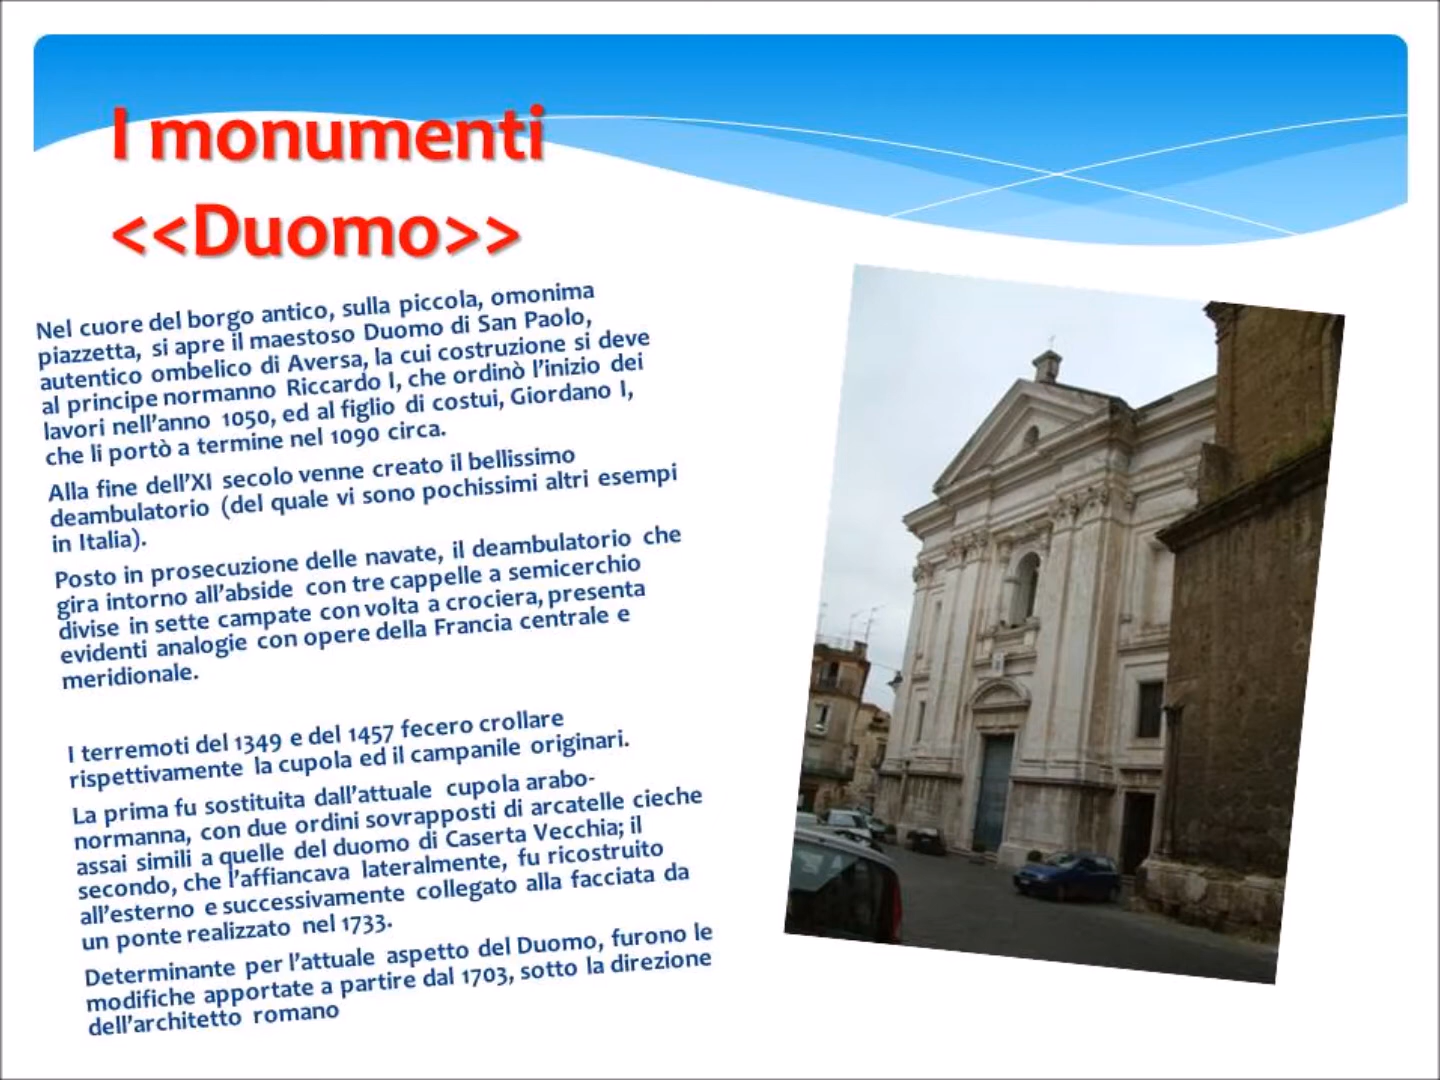 I monumenti
<<Duomo>>
Nel cuore del borgo antico, sulla piccola, omonima
piazzetta, si apre il maestoso Duomo di San Paolo,
autentico ombelico di Aversa, la cui costruzione si deve
al principe normanno Riccardo I, che ordinò l'inizio dei
lavori nell'anno 1050, ed al figlio di costui, Giordano I,
che li portò a termine nel 1090 circa.
Alla fine dell'XI secolo venne creato il bellissimo
deambulatorio (del quale vi sono pochissimi altri esempi
in Italia).
Posto in prosecuzione delle navate, il deambulatorio che
gira intorno all'abside con tre cappelle a semicerchio
divise in sette campate con volta a crociera, presenta
evidenti analogie con opere della Francia centrale e
meridionale.
I terremoti del 1349 e del 1457 fecero crollare
rispettivamente la cupola ed il campanile originari.
La prima fu sostituita dall'attuale cupola arabo-
normanna, con due ordini sovrapposti di arcatelle cieche
assai simili a quelle del duomo di Caserta Vecchia; il
secondo, che l'affiancava lateralmente, fu ricostruito
all'esterno e successivamente collegato alla facciata da
un ponte realizzato nel 1733.
Determinante per l'attuale aspetto del Duomo, furono le
modifiche apportate a partire dal 1703, sotto la direzione
dell'architetto romano